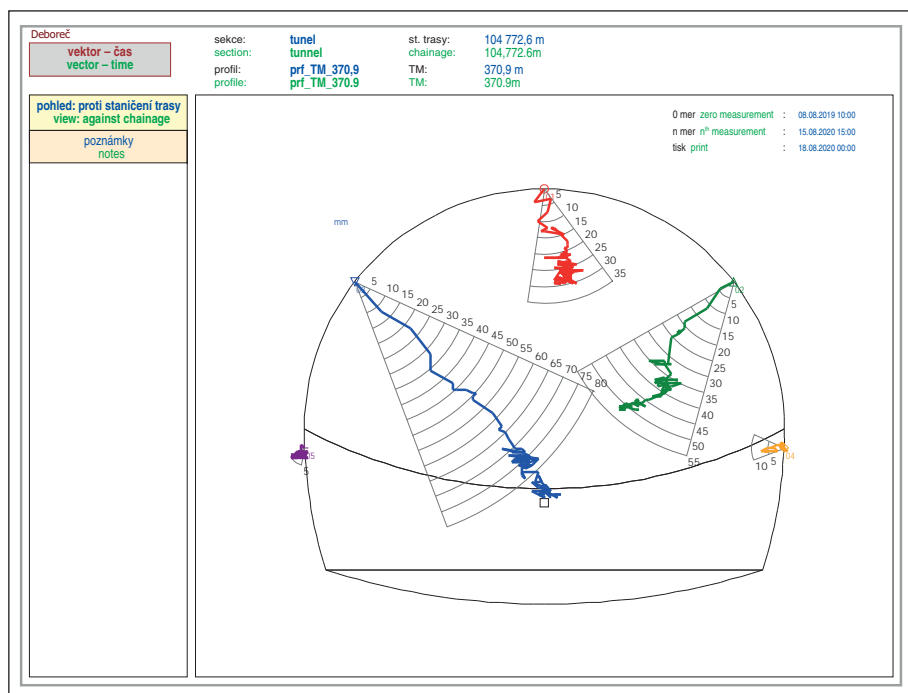 Deboreč
vektor – čas
vector – time
sekce: tunel st. trasy: 104 772,6 m
section: tunnel chainage: 104,772.6m
profil: prf_TM_370,9 TM: 370,9 m
profile: prf_TM_370.9 TM: 370.9m
pohled: proti staničení trasy
view: against chainage
poznámky
notes
0 mer zero measurement : 08.08.2019 10:00
n mer nth measurement : 15.08.2020 15:00
tisk print : 18.08.2020 00:00
mm
5
10
15
20
25
30
35
5
10
15
20
25
30
35
40
45
50
55
60
65
70
75
80
02
5
10
15
20
25
30
35
40
45
50
55
05
5
04
5
10